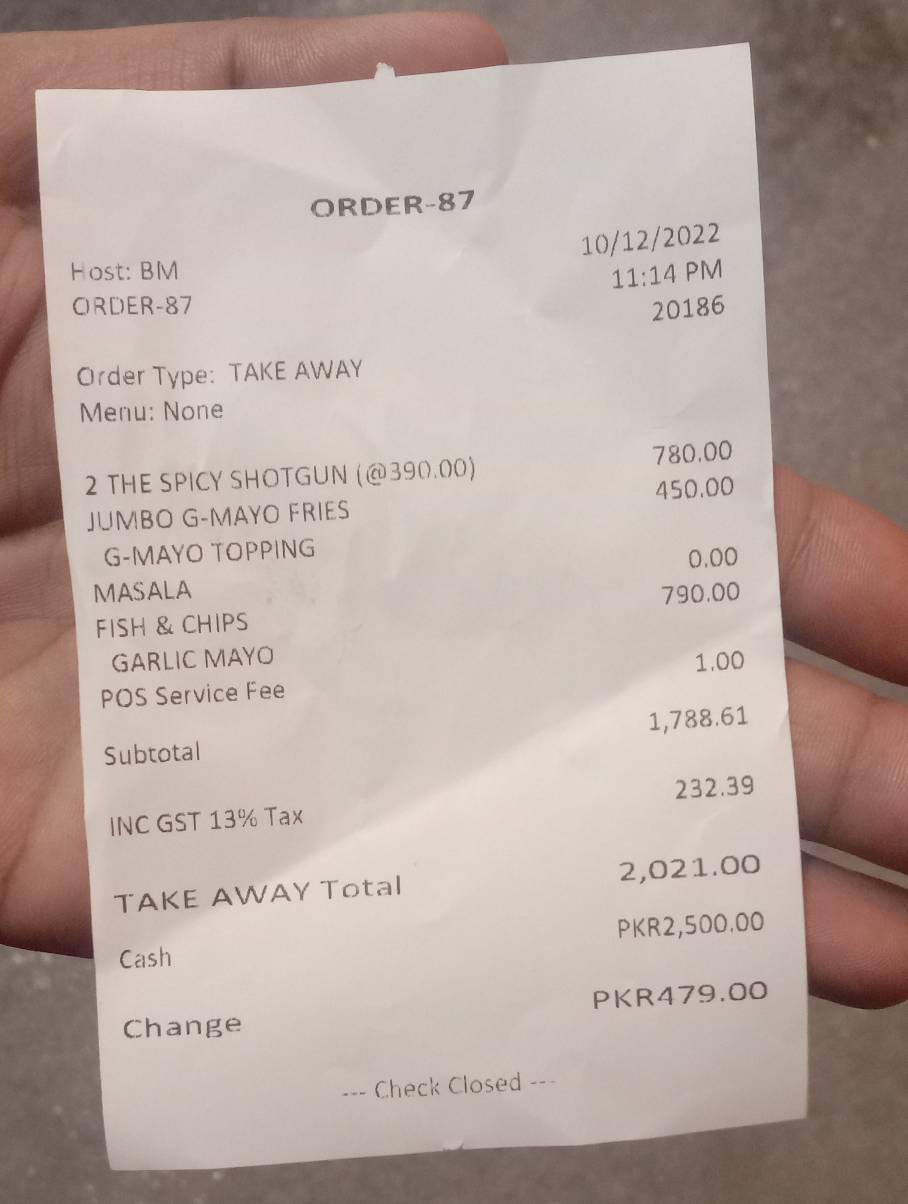 ORDER-87
10/12/2022
Host: BM 11:14 PM
ORDER-87 20186
Order Type: TAKE AWAY
Menu: None
2 THE SPICY SHOTGUN (@390.00) 780.00
JUMBO G-MAYO FRIES 450.00
G-MAYO TOPPING
MASALA 0.00
FISH & CHIPS 790.00
GARLIC MAYO
POS Service Fee 1.00
Subtotal 1,788.61
INC GST 13% Tax 232.39
TAKE AWAY Total 2,021.00
Cash PKR2,500.00
Change PKR479.00
--- Check Closed ---